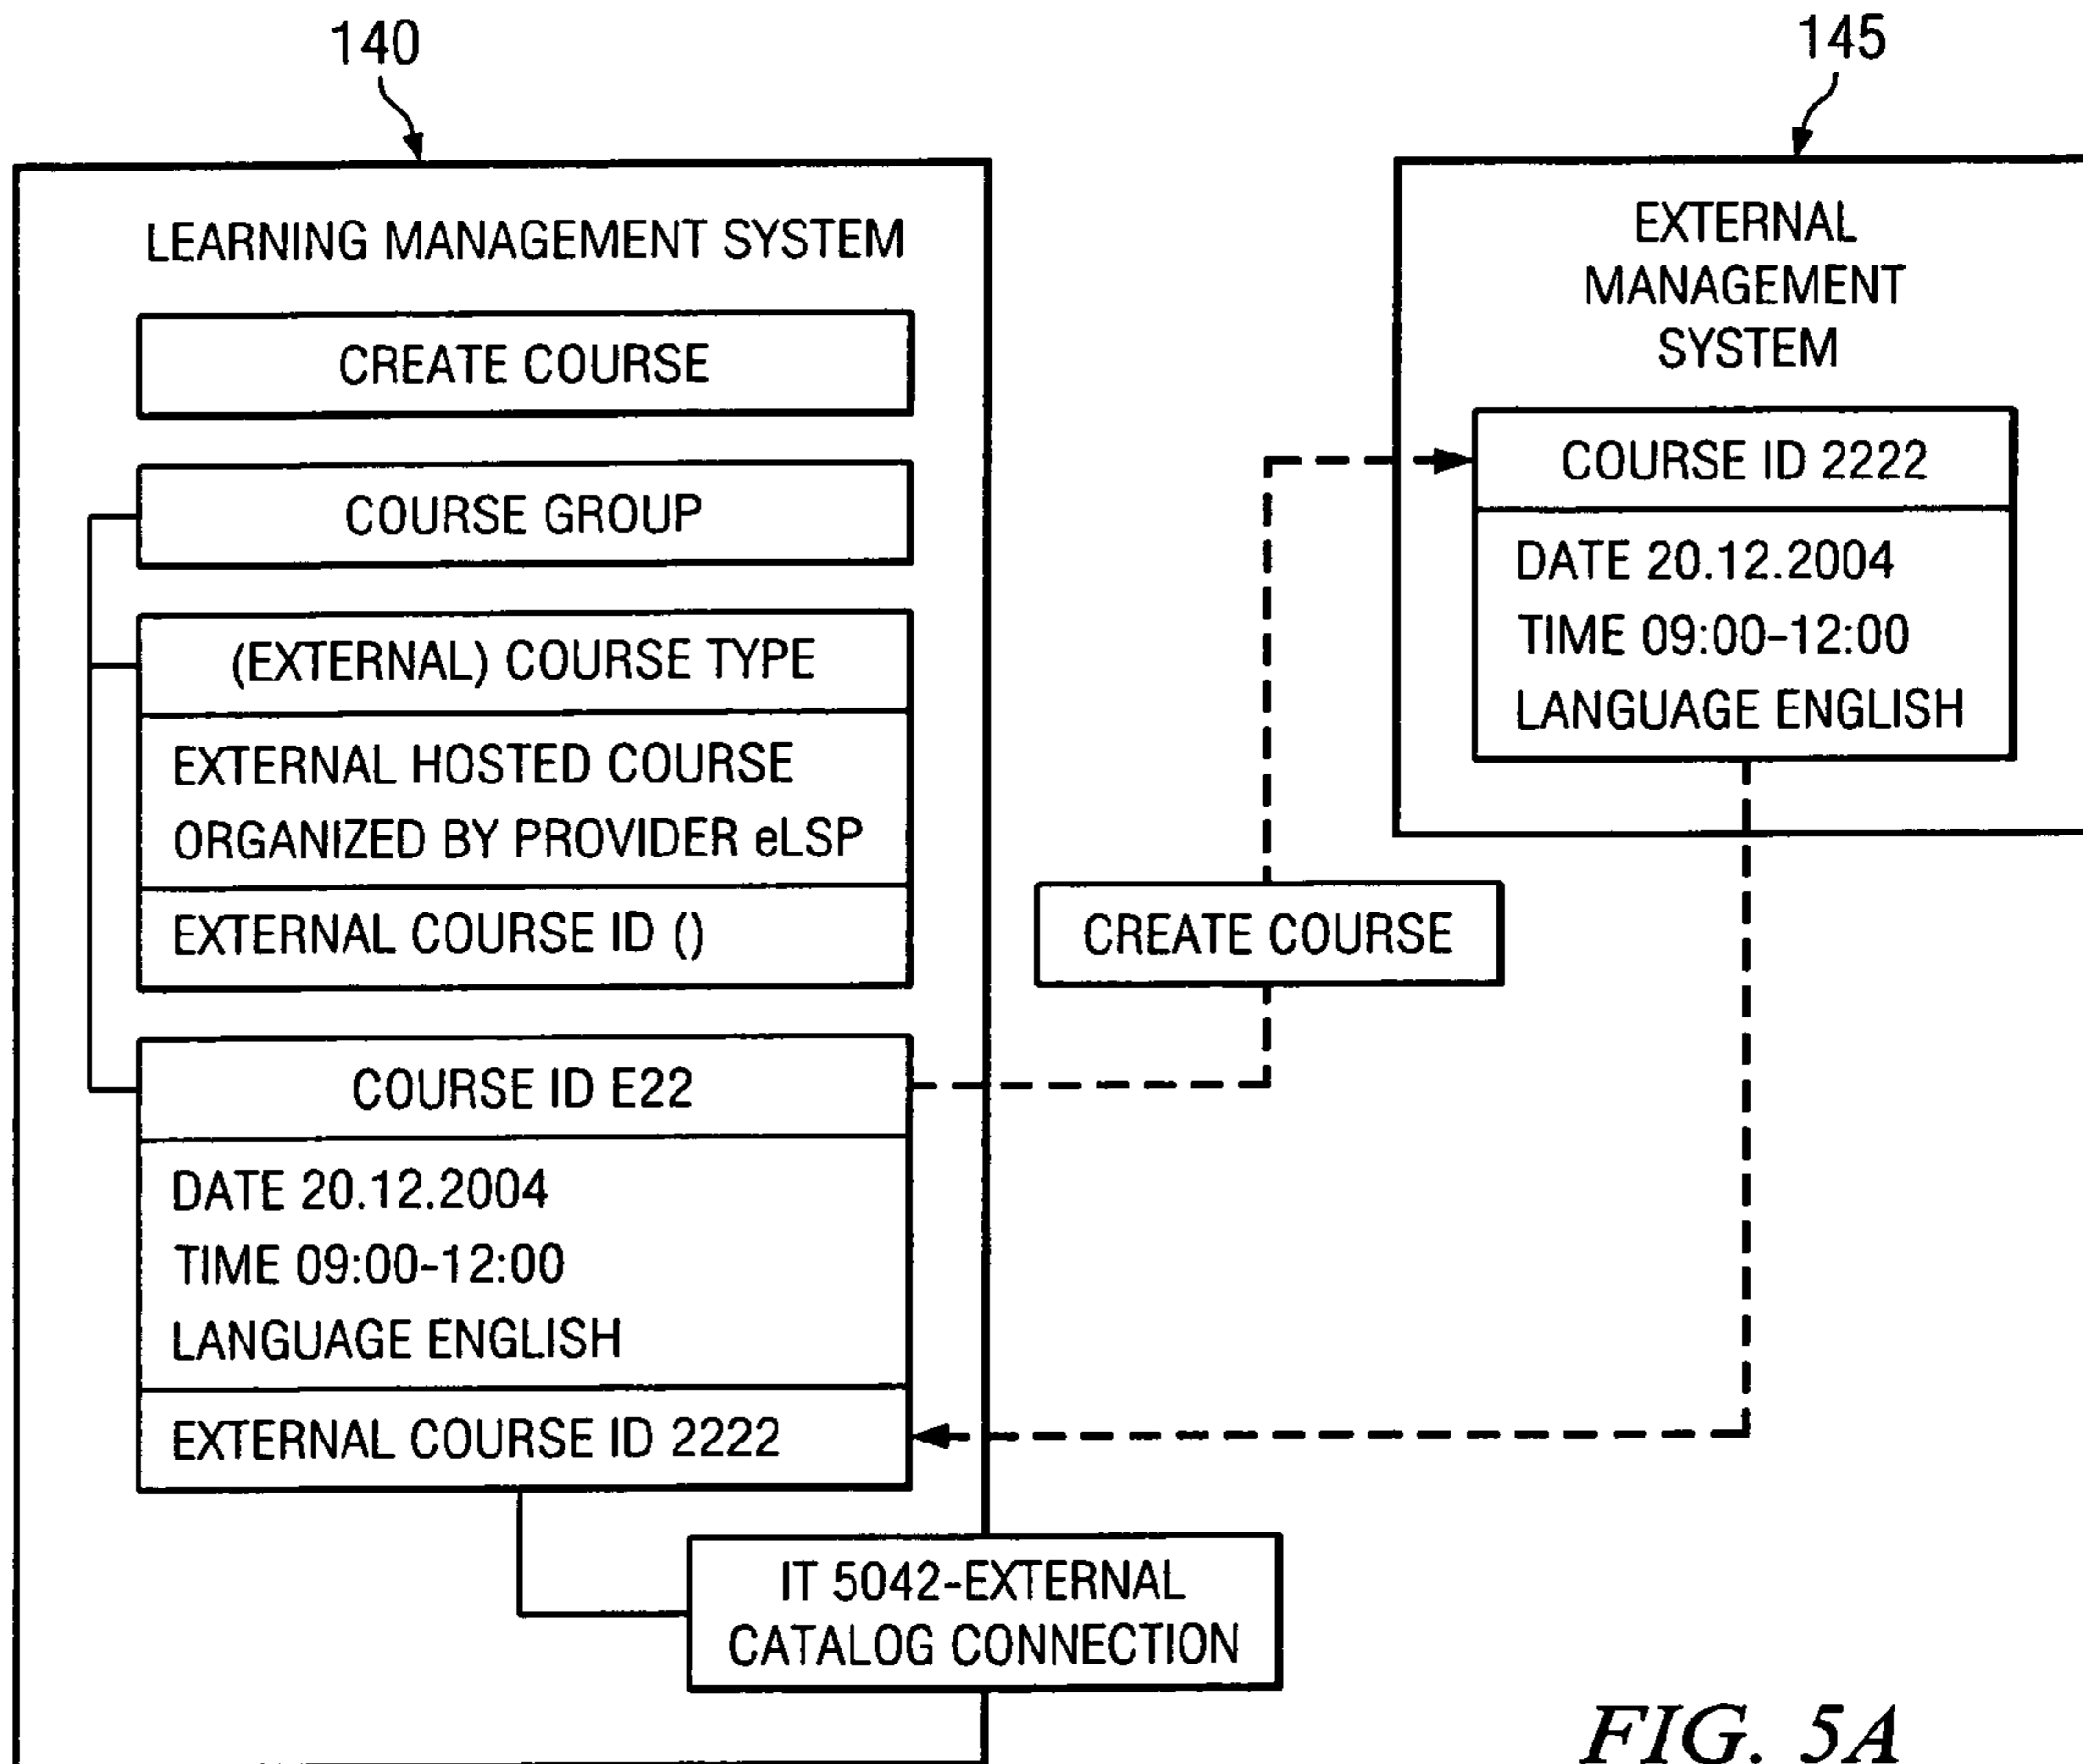 140
LEARNING MANAGEMENT SYSTEM
CREATE COURSE
COURSE GROUP
(EXTERNAL) COURSE TYPE
EXTERNAL HOSTED COURSE
ORGANIZED BY PROVIDER eLSP
EXTERNAL COURSE ID ()
COURSE ID E22
DATE 20.12.2004
TIME 09:00-12:00
LANGUAGE ENGLISH
EXTERNAL COURSE ID 2222
IT 5042-EXTERNAL
CATALOG CONNECTION
CREATE COURSE
145
EXTERNAL
MANAGEMENT
SYSTEM
COURSE ID 2222
DATE 20.12.2004
TIME 09:00-12:00
LANGUAGE ENGLISH
FIG. 5A